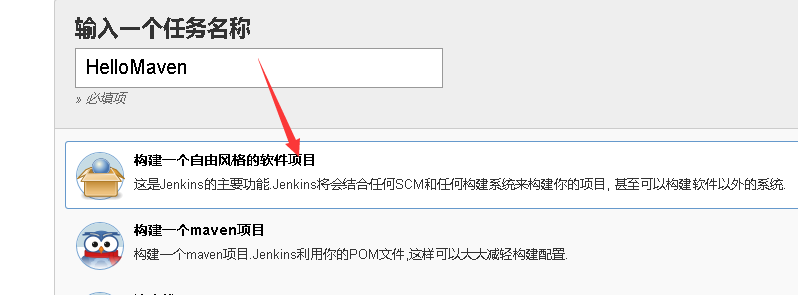 输入一个任务名称
HelloMaven
» 必填项
构建一个自由风格的软件项目
这是Jenkins的主要功能.Jenkins将会结合任何SCM和任何构建系统来构建你的项目, 甚至可以构建软件以外的系统.
构建一个maven项目
构建一个maven项目.Jenkins利用你的POM文件,这样可以大大减轻构建配置.